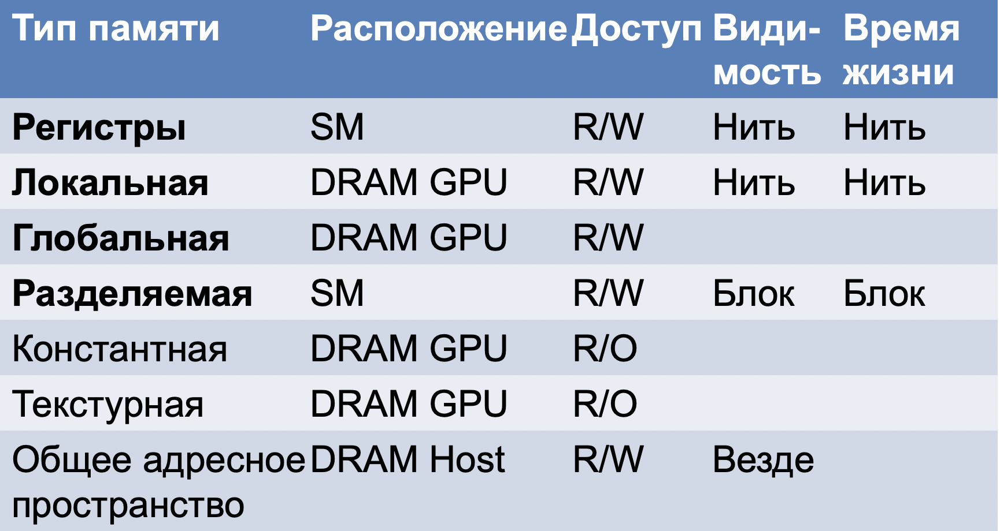 Тип памяти Расположение Доступ Види- Время
мость жизни
Регистры SM R/W Нить Нить
Локальная DRAM GPU R/W Нить Нить
Глобальная DRAM GPU R/W
Разделяемая SM R/W Блок Блок
Константная DRAM GPU R/O
Текстурная DRAM GPU R/O
Общее адресное DRAM Host R/W Везде
пространство